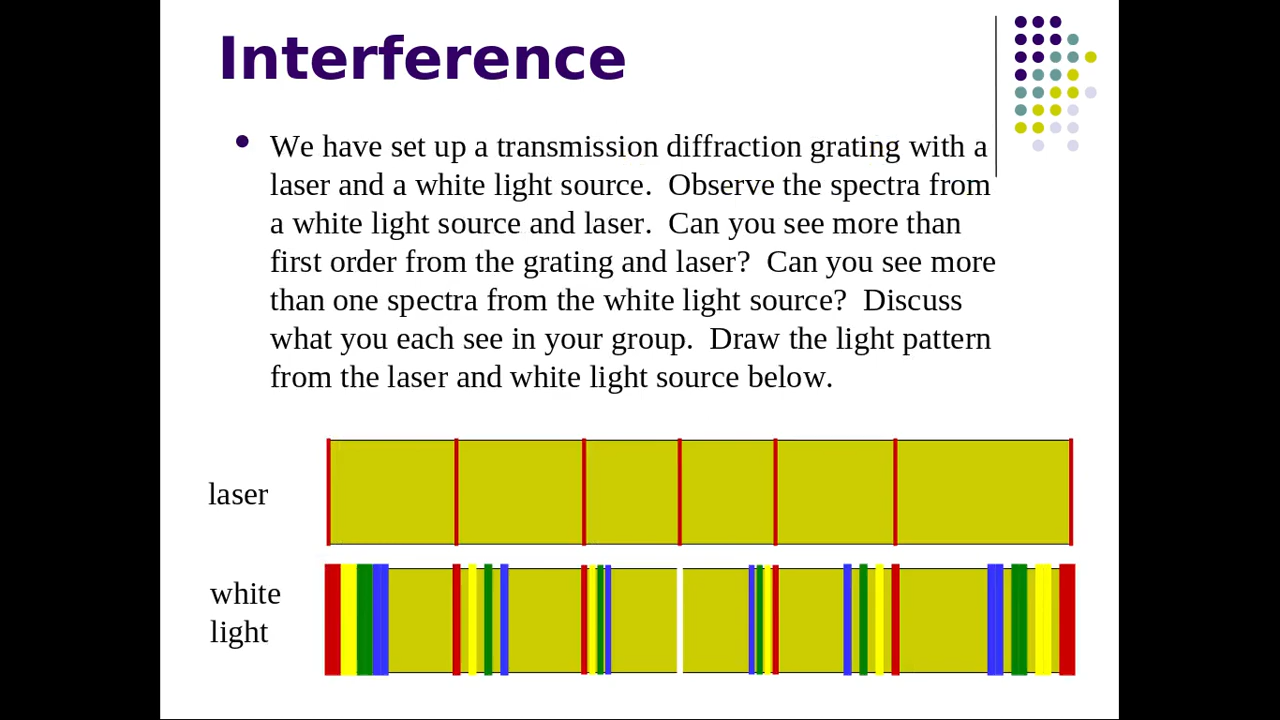 Interference
We have set up a transmission diffraction grating with a
laser and a white light source.  Observe the spectra from
a white light source and laser.  Can you see more than
first order from the grating and laser?  Can you see more
than one spectra from the white light source?  Discuss
what you each see in your group.  Draw the light pattern
from the laser and white light source below.
laser
white
light